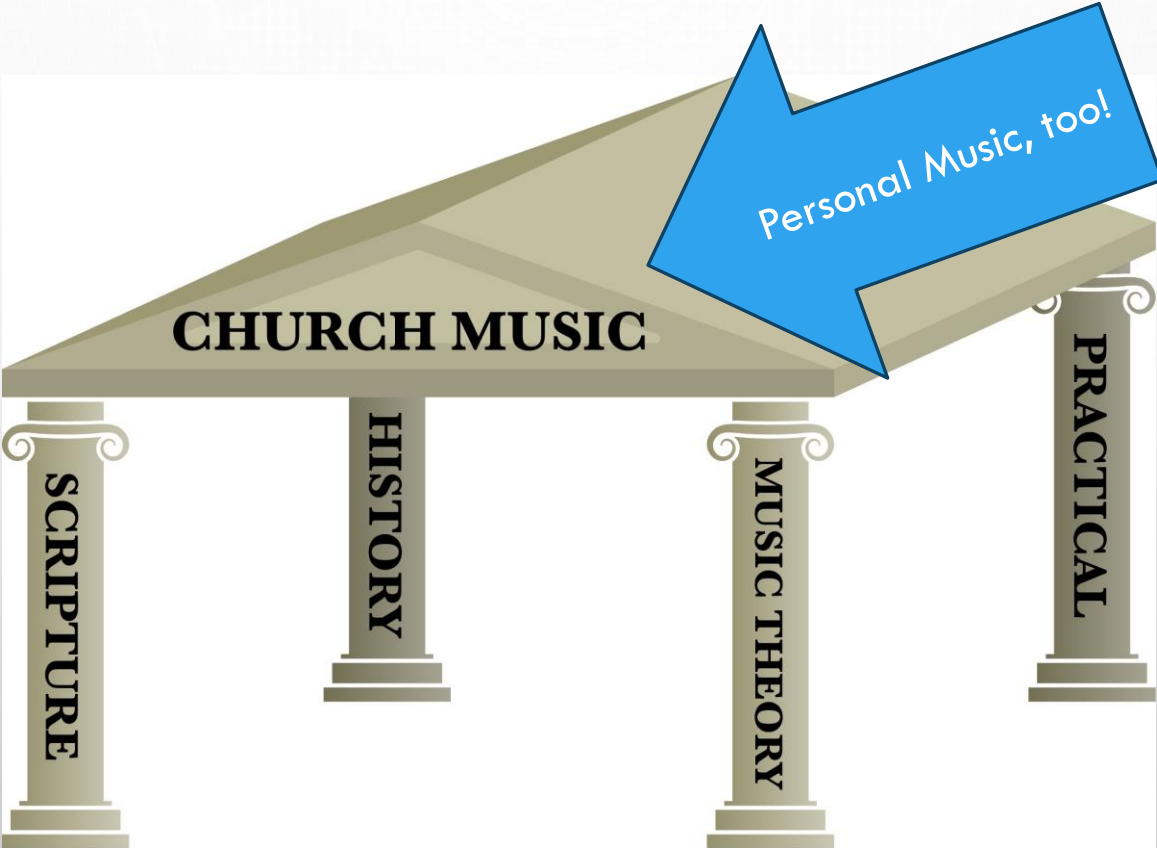 Personal Music, too!
CHURCH MUSIC
SCRIPTURE
HISTORY
MUSIC THEORY
PRACTICAL